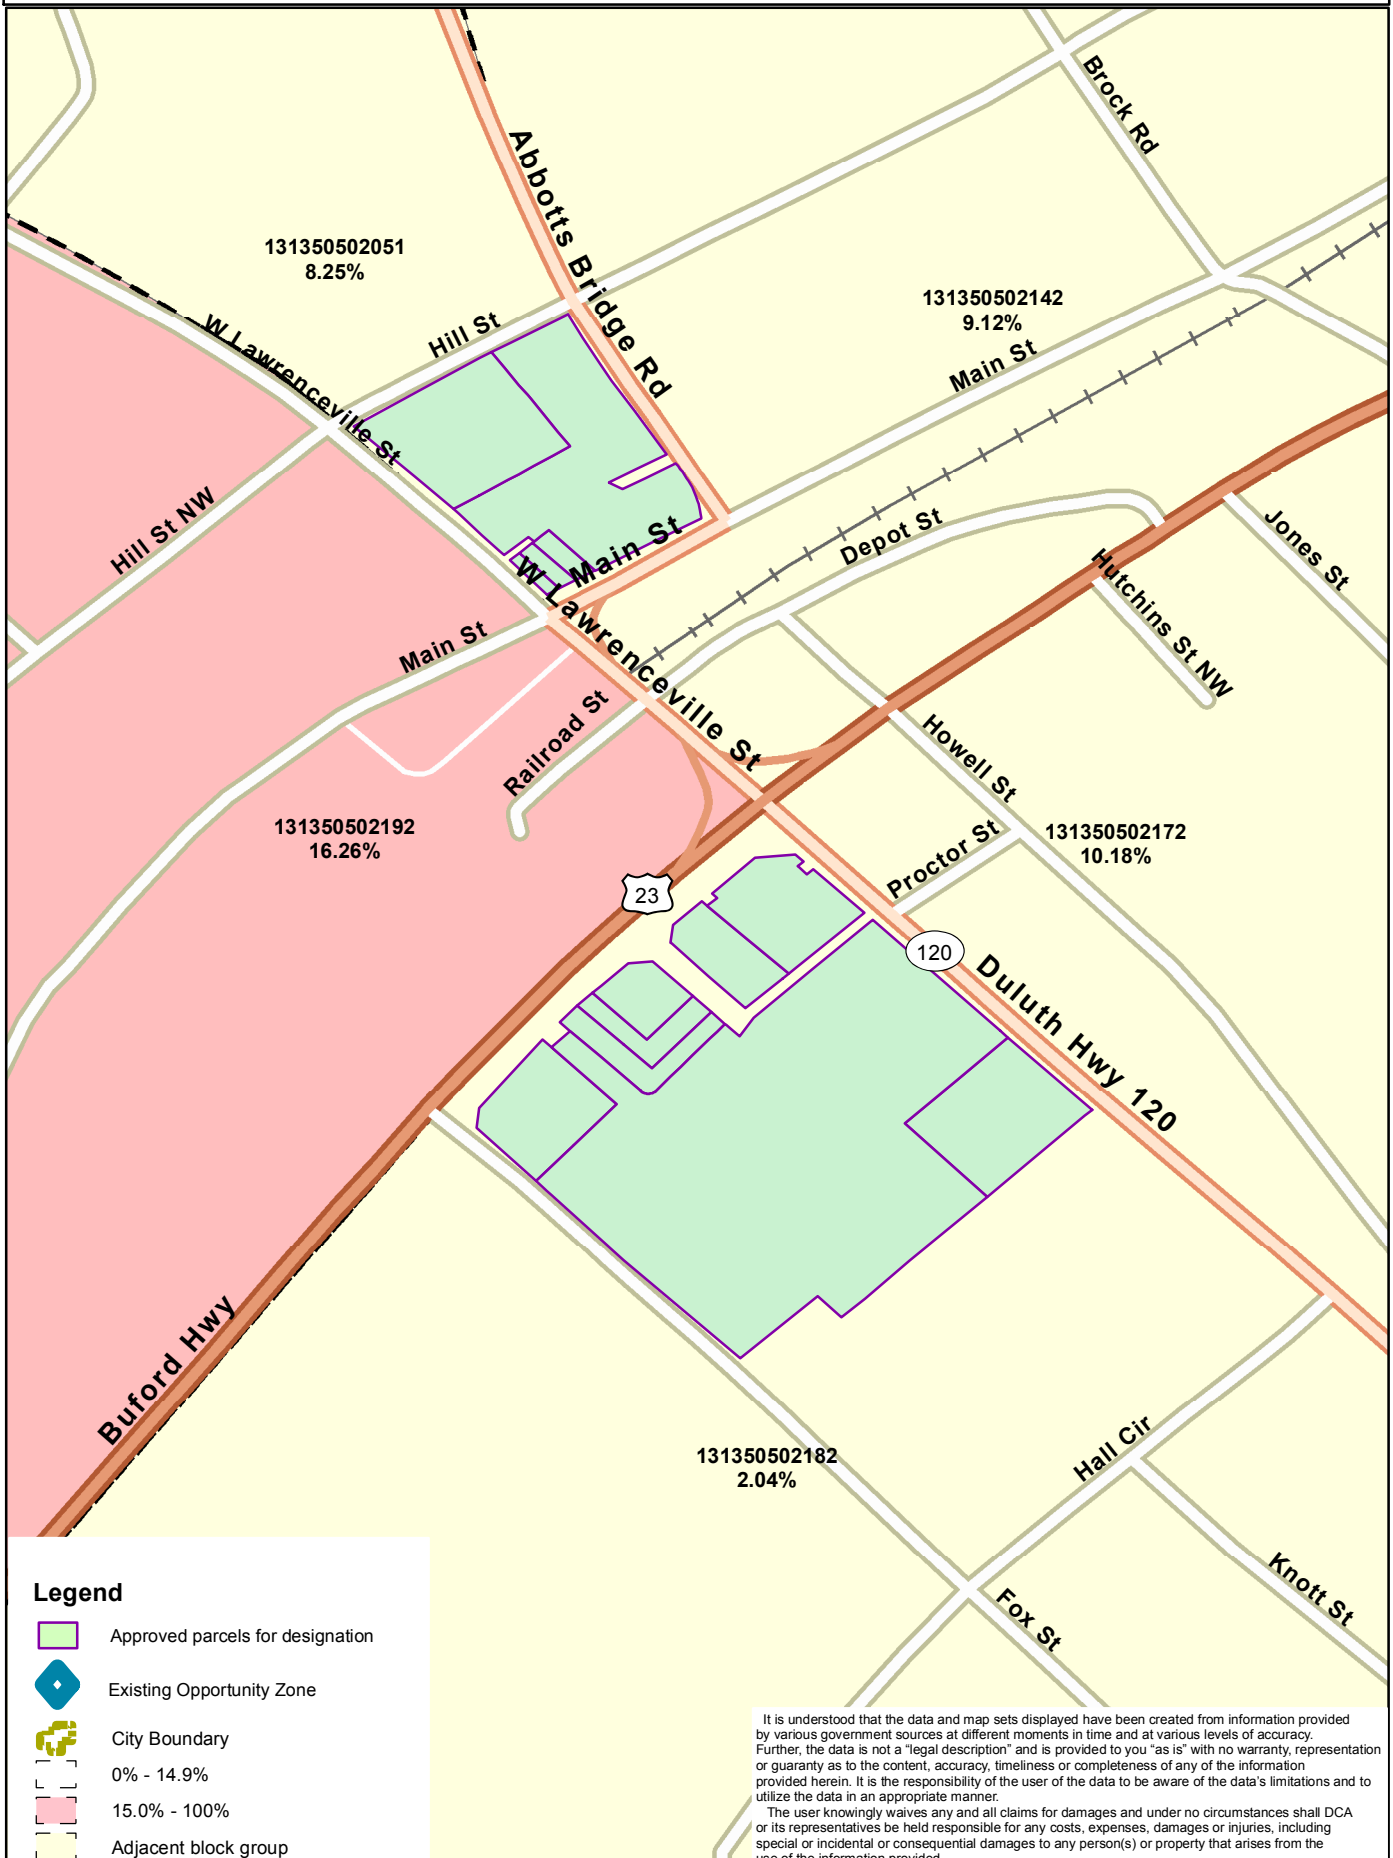 Brock Rd
Abbotts Bridge Rd
131350502051
8.25%
131350502142
9.12%
Hill St
W Lawrenceville St
Main St
Hill St NW
Main St
Depot St
Jones St
Hutchins St NW
W Lawrenceville St
Main St
Railroad St
Howell St
131350502192
16.26%
Proctor St
131350502172
10.18%
23
120
Duluth Hwy 120
Buford Hwy
131350502182
2.04%
Hall Cir
Knott St
Fox St
Legend
Approved parcels for designation
Existing Opportunity Zone
City Boundary
0% - 14.9%
15.0% - 100%
Adjacent block group
It is understood that the data and map sets displayed have been created from information provided
by various government sources at different moments in time and at various levels of accuracy.
Further, the data is not a “legal description” and is provided to you “as is” with no warranty, representation
or guaranty as to the content, accuracy, timeliness or completeness of any of the information
provided herein. It is the responsibility of the user of the data to be aware of the data’s limitations and to
utilize the data in an appropriate manner.
The user knowingly waives any and all claims for damages and under no circumstances shall DCA
or its representatives be held responsible for any costs, expenses, damages or injuries, including
special or incidental or consequential damages to any person(s) or property that arises from the
use of the information provided.